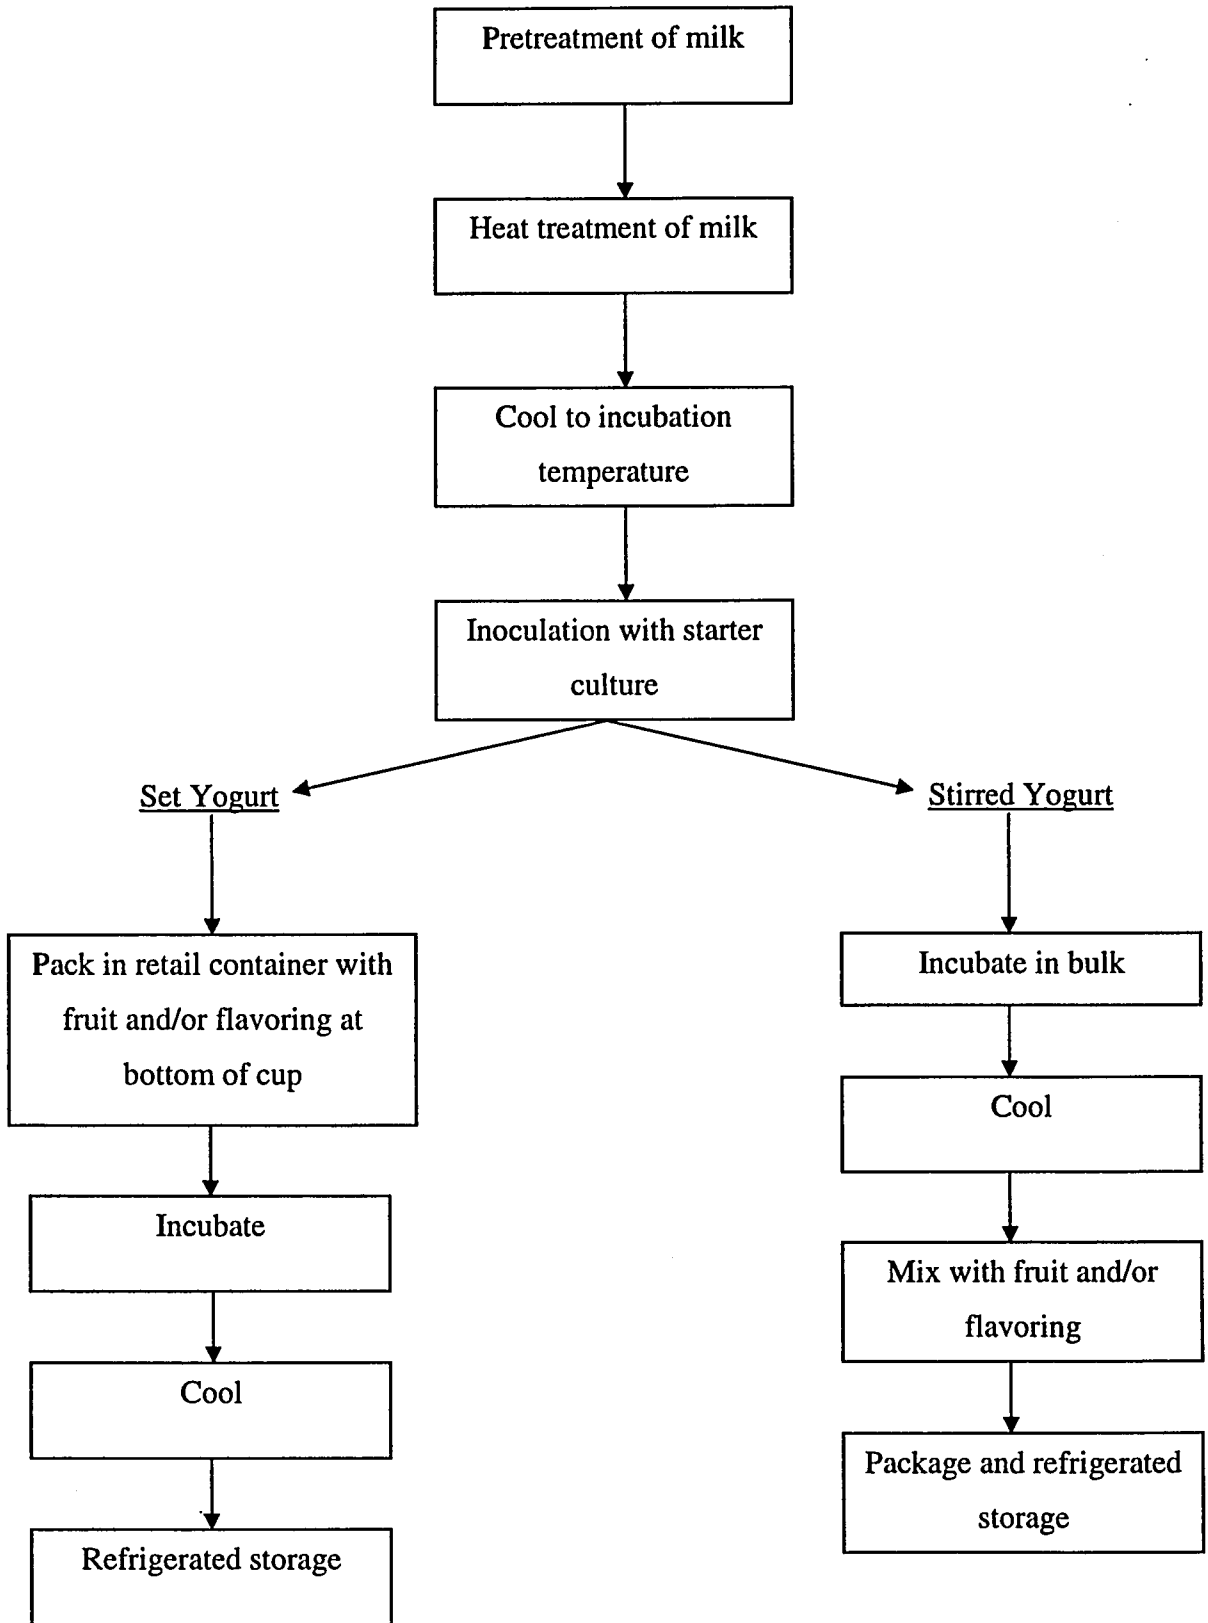 Pretreatment of milk
Heat treatment of milk
Cool to incubation
temperature
Inoculation with starter
culture
Set Yogurt
Stirred Yogurt
Pack in retail container with
fruit and/or flavoring at
bottom of cup
Incubate
Cool
Refrigerated storage
Incubate in bulk
Cool
Mix with fruit and/or
flavoring
Package and refrigerated
storage